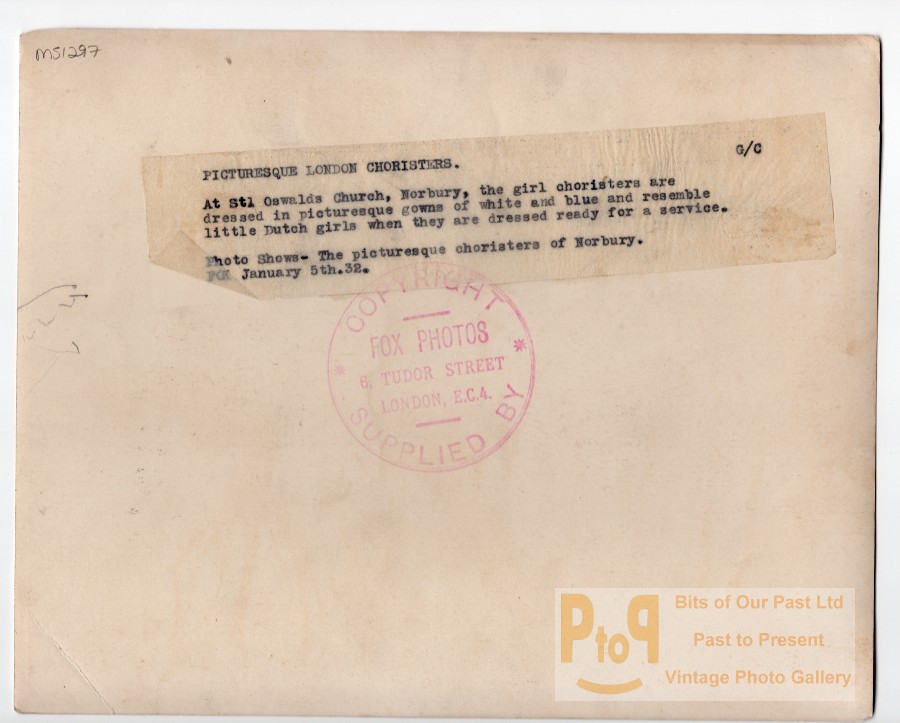 MS1297
G/C
PICTURESQUE LONDON CHORISTERS.
At Stl Oswalds Church, Norbury, the girl choristers are
dressed in picturesque gowns of white and blue and resemble
little Dutch girls when they are dressed ready for a service.
Photo Shows- The picturesque choristers of Norbury.
FOX January 5th.32.
COPYRIGHT
FOX PHOTOS
6, TUDOR STREET
LONDON, E.C.4.
SUPPLIED BY
PtoP
Bits of Our Past Ltd
Past to Present
Vintage Photo Gallery